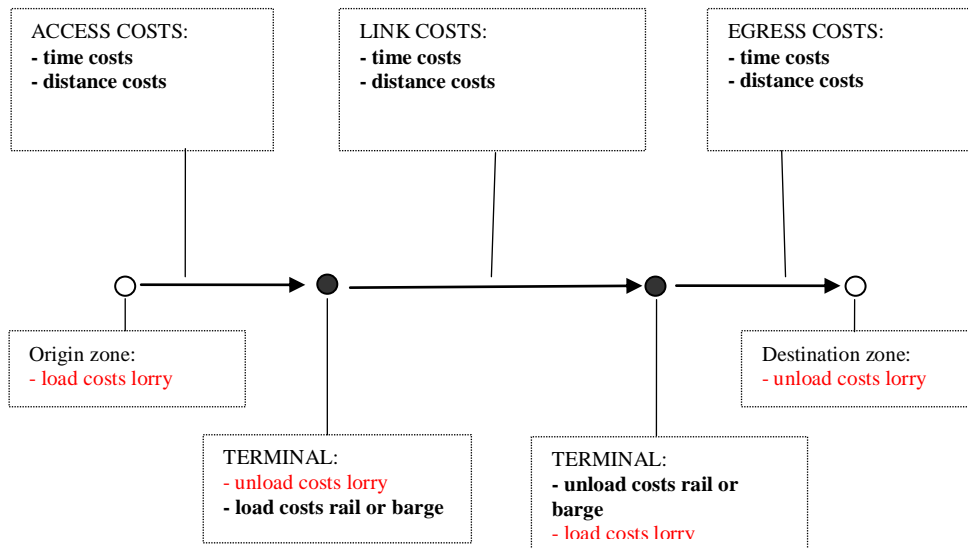 ACCESS COSTS:
- time costs
- distance costs
LINK COSTS:
- time costs
- distance costs
EGRESS COSTS:
- time costs
- distance costs
Origin zone:
- load costs lorry
Destination zone:
- unload costs lorry
TERMINAL:
- unload costs lorry
- load costs rail or barge
TERMINAL:
- unload costs rail or
barge
- load costs lorry